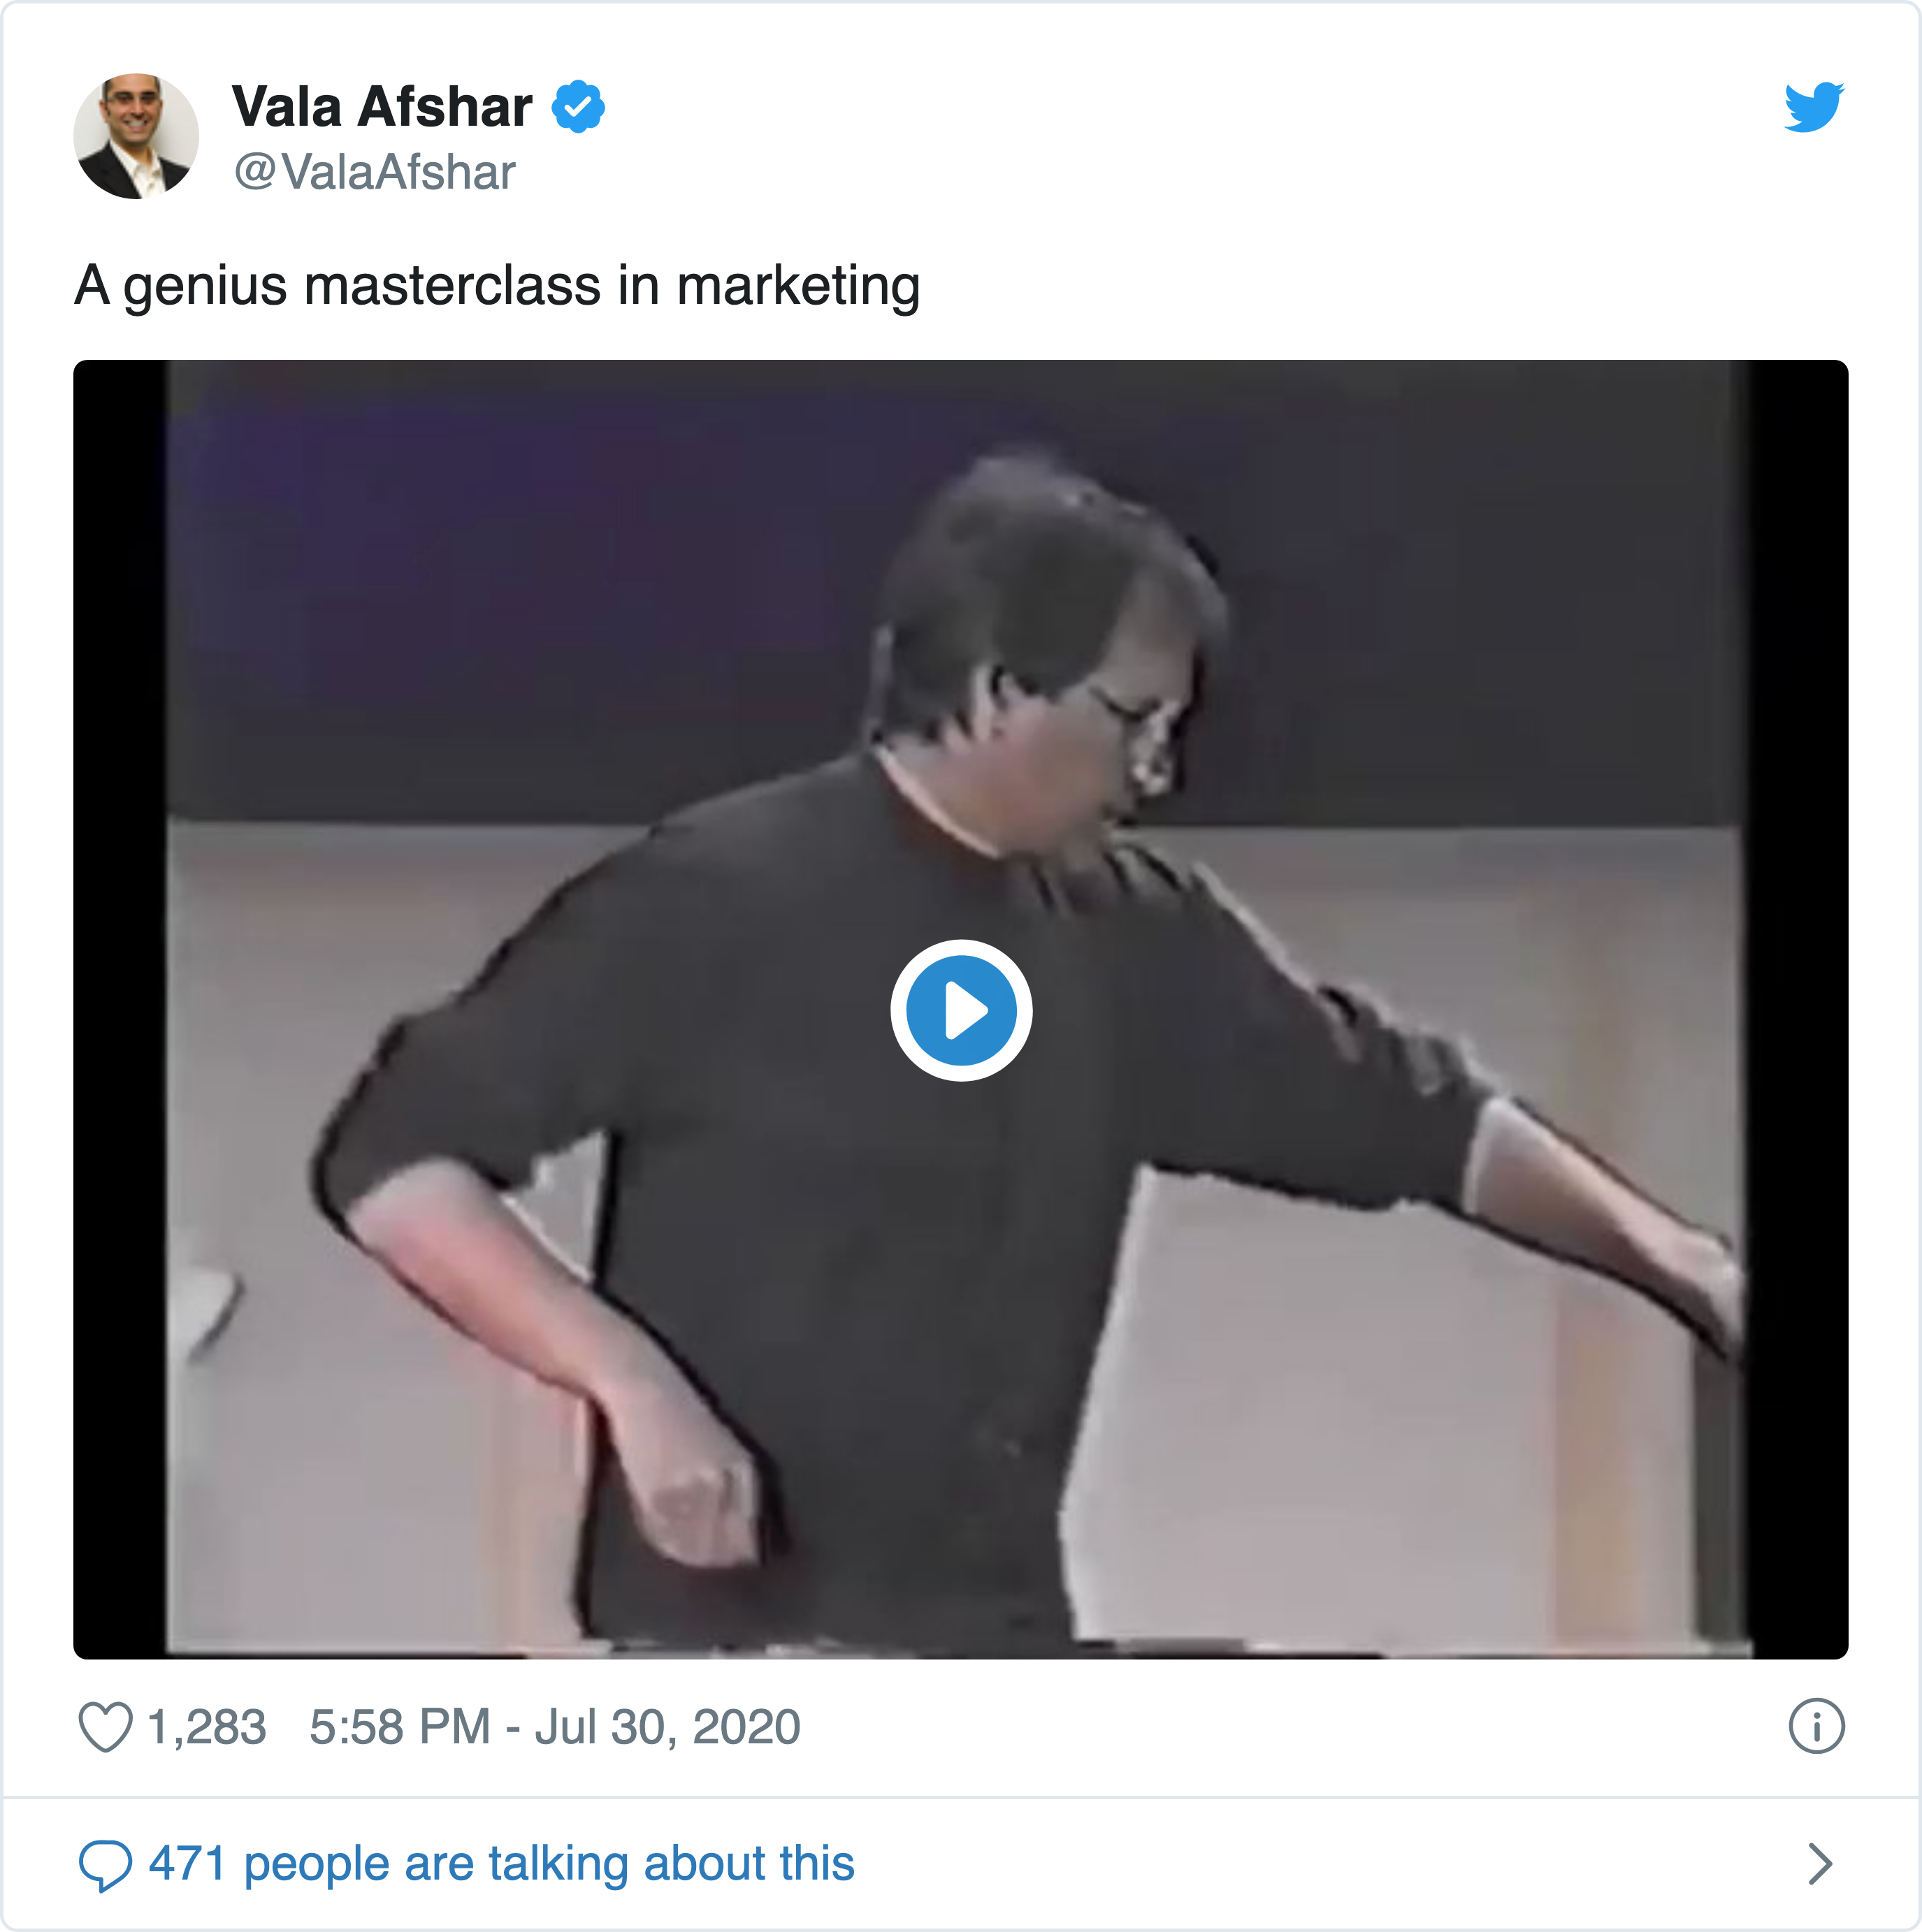 Vala Afshar
@ValaAfshar
A genius masterclass in marketing
1,283 5:58 PM - Jul 30, 2020
471 people are talking about this